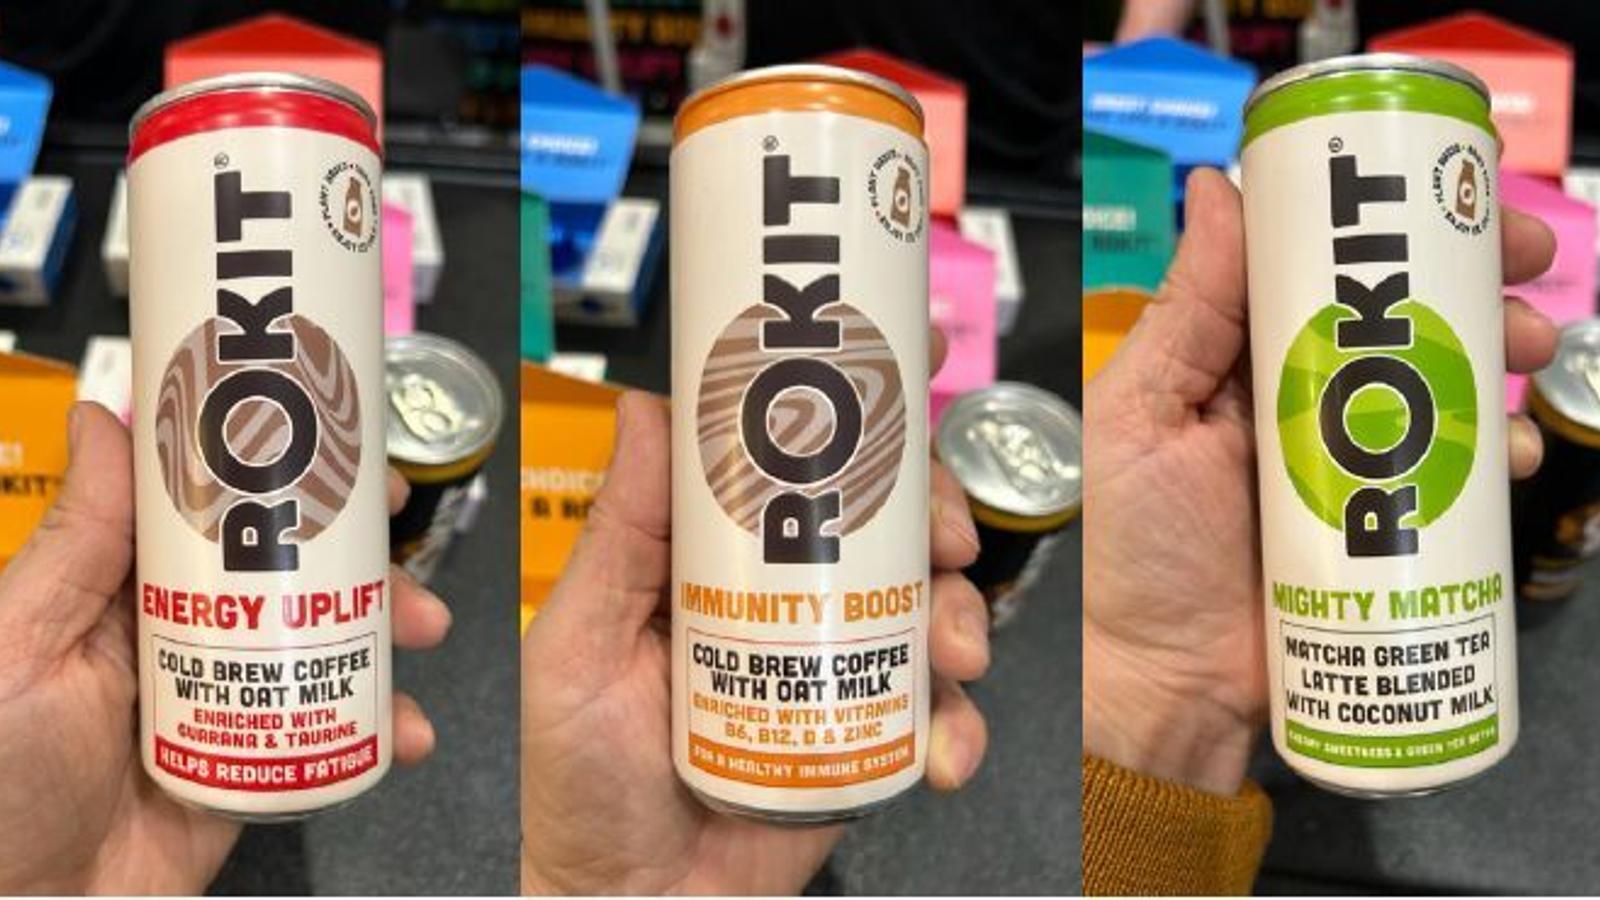 ROKIT
ENERGY UPLIFT
COLD BREW COFFEE
WITH OAT M!LK
ENRICHED WITH
GUARANA & TAURINE
HELPS REDUCE FATIGUE
ROKIT
IMMUNITY BOOST
COLD BREW COFFEE
WITH OAT M!LK
ENRICHED WITH VITAMINS
B6, B12, D & ZINC
FOR A HEALTHY IMMUNE SYSTEM
ROKIT
MIGHTY MATCHA
MATCHA GREEN TEA
LATTE BLENDED
WITH COCONUT MILK